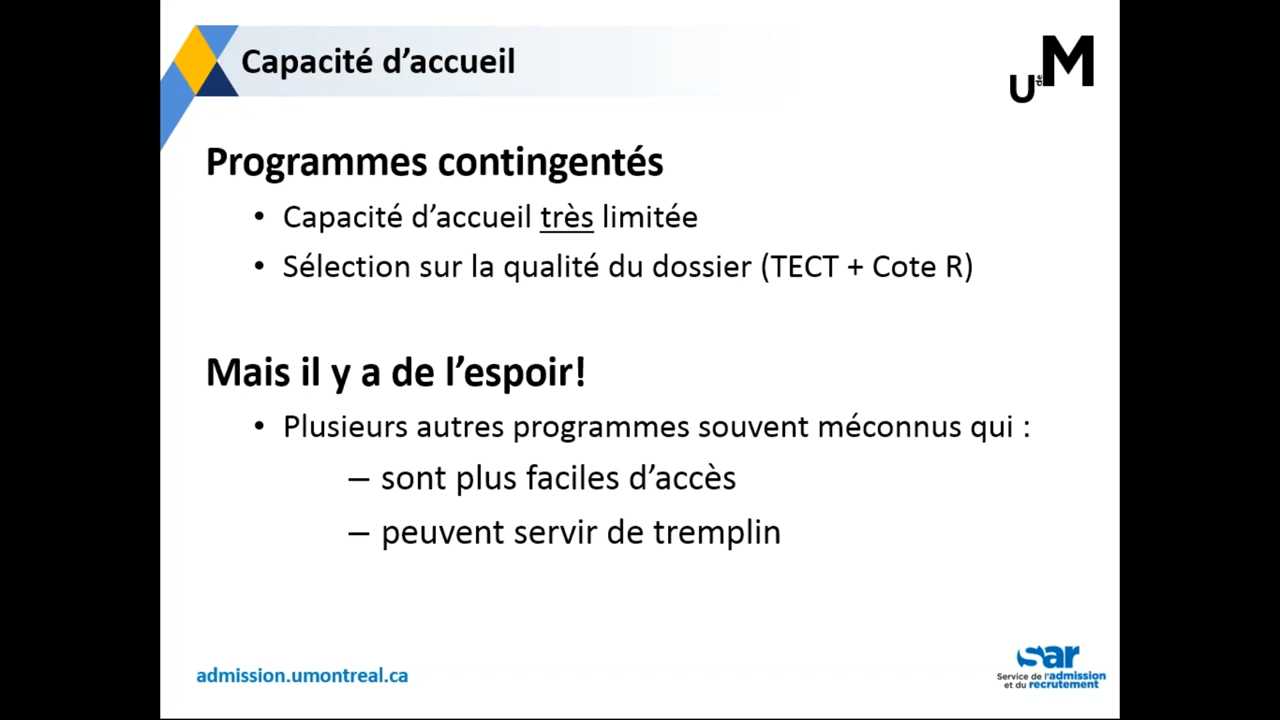 Capacité d'accueil
U de M
Programmes contingentés
• Capacité d'accueil très limitée
• Sélection sur la qualité du dossier (TECT + Cote R)
Mais il y a de l'espoir!
• Plusieurs autres programmes souvent méconnus qui :
– sont plus faciles d'accès
– peuvent servir de tremplin
admission.umontreal.ca
sar
Service de l'admission
et du recrutement